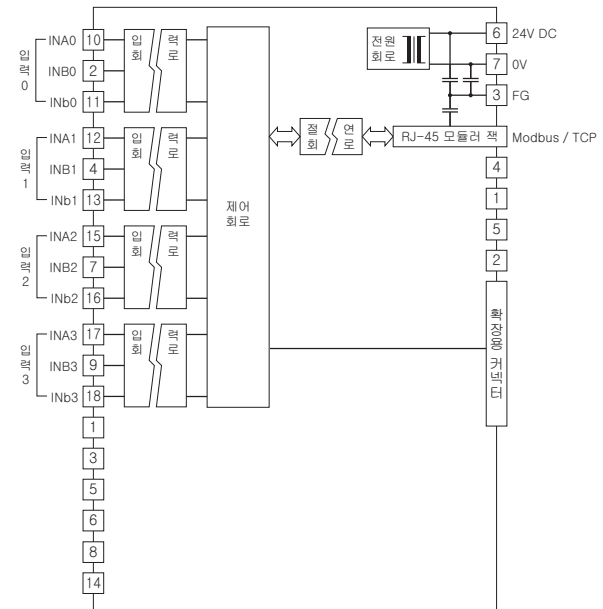 입력 0
INA0 10
INB0 2
INb0 11
입력 회로
입력 1
INA1 12
INB1 4
INb1 13
입력 회로
입력 2
INA2 15
INB2 7
INb2 16
입력 회로
입력 3
INA3 17
INB3 9
INb3 18
입력 회로
1
3
5
6
8
14
제어
회로
절연 회로
전원
회로
6 24V DC
7 0V
3 FG
RJ-45 모듈러 잭 Modbus / TCP
4
1
5
2
확장용 커넥터